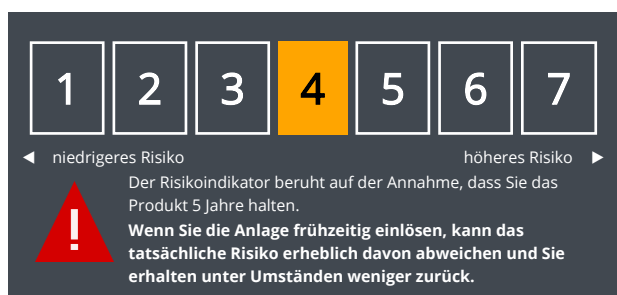 1 2 3 4 5 6 7
◄ niedrigeres Risiko höheres Risiko ►
!
Der Risikoindikator beruht auf der Annahme, dass Sie das
Produkt 5 Jahre halten.
Wenn Sie die Anlage frühzeitig einlösen, kann das
tatsächliche Risiko erheblich davon abweichen und Sie
erhalten unter Umständen weniger zurück.